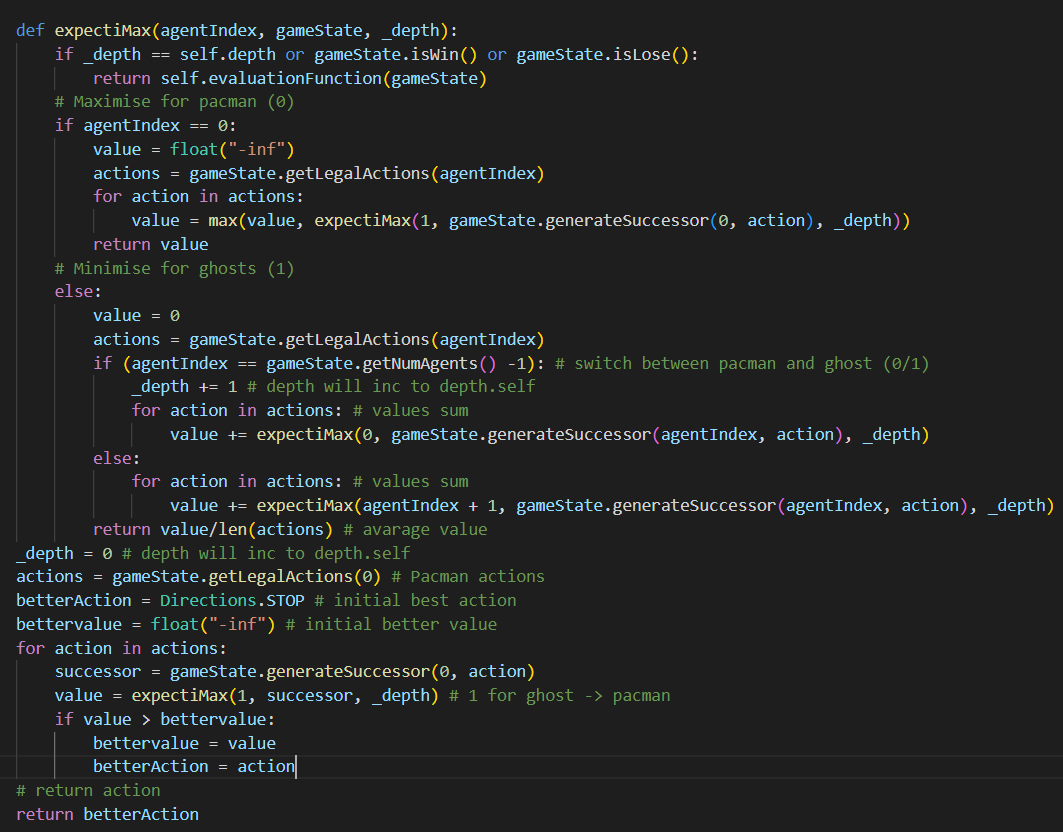 def expectiMax(agentIndex, gameState, _depth):
    if _depth == self.depth or gameState.isWin() or gameState.isLose():
        return self.evaluationFunction(gameState)
    # Maximise for pacman (0)
    if agentIndex == 0:
        value = float("-inf")
        actions = gameState.getLegalActions(agentIndex)
        for action in actions:
            value = max(value, expectiMax(1, gameState.generateSuccessor(0, action), _depth))
        return value
    # Minimise for ghosts (1)
    else:
        value = 0
        actions = gameState.getLegalActions(agentIndex)
        if (agentIndex == gameState.getNumAgents() -1): # switch between pacman and ghost (0/1)
            _depth += 1 # depth will inc to depth.self
            for action in actions: # values sum
                value += expectiMax(0, gameState.generateSuccessor(agentIndex, action), _depth)
        else:
            for action in actions: # values sum
                value += expectiMax(agentIndex + 1, gameState.generateSuccessor(agentIndex, action), _depth)
        return value/len(actions) # avarage value
_depth = 0 # depth will inc to depth.self
actions = gameState.getLegalActions(0) # Pacman actions
betterAction = Directions.STOP # initial best action
bettervalue = float("-inf") # initial better value
for action in actions:
    successor = gameState.generateSuccessor(0, action)
    value = expectiMax(1, successor, _depth) # 1 for ghost -> pacman
    if value > bettervalue:
        bettervalue = value
        betterAction = action
# return action
return betterAction